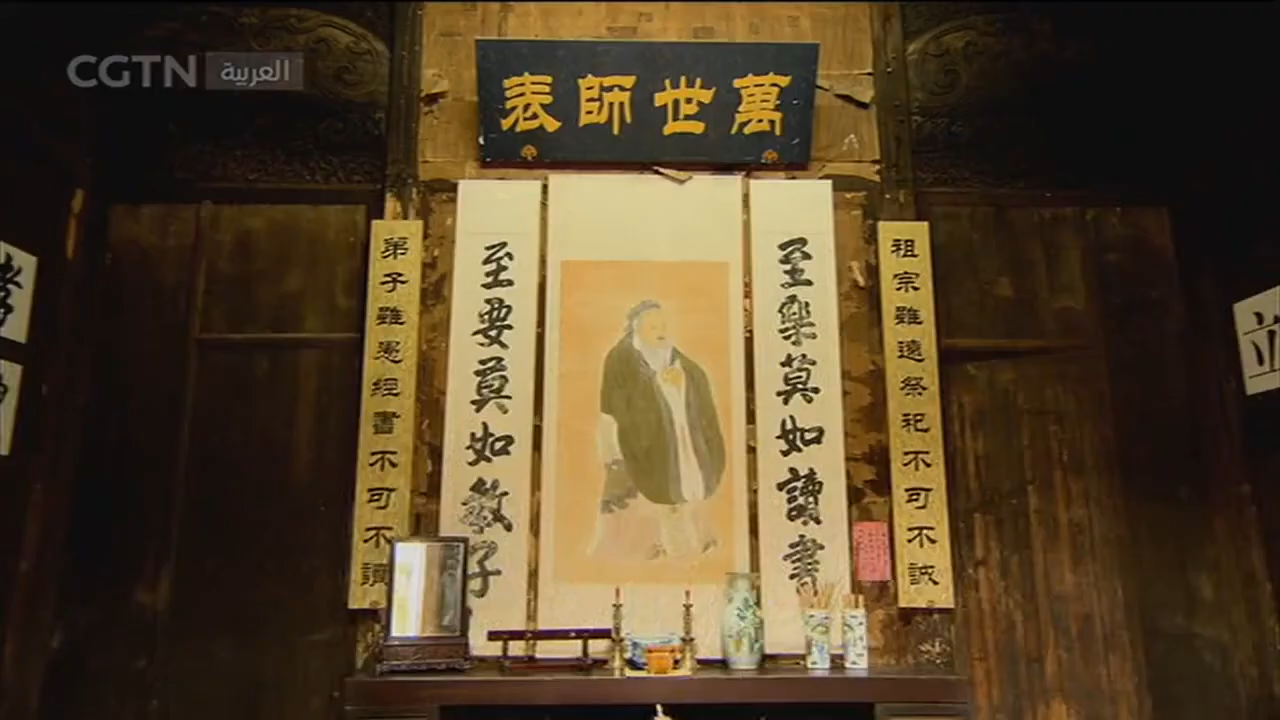 CGTN العربية
萬世師表
祖宗雖遠祭祀不可不誠
至樂莫如讀書
至要莫如教子
弟子雖愚經書不可不讀
立
孝